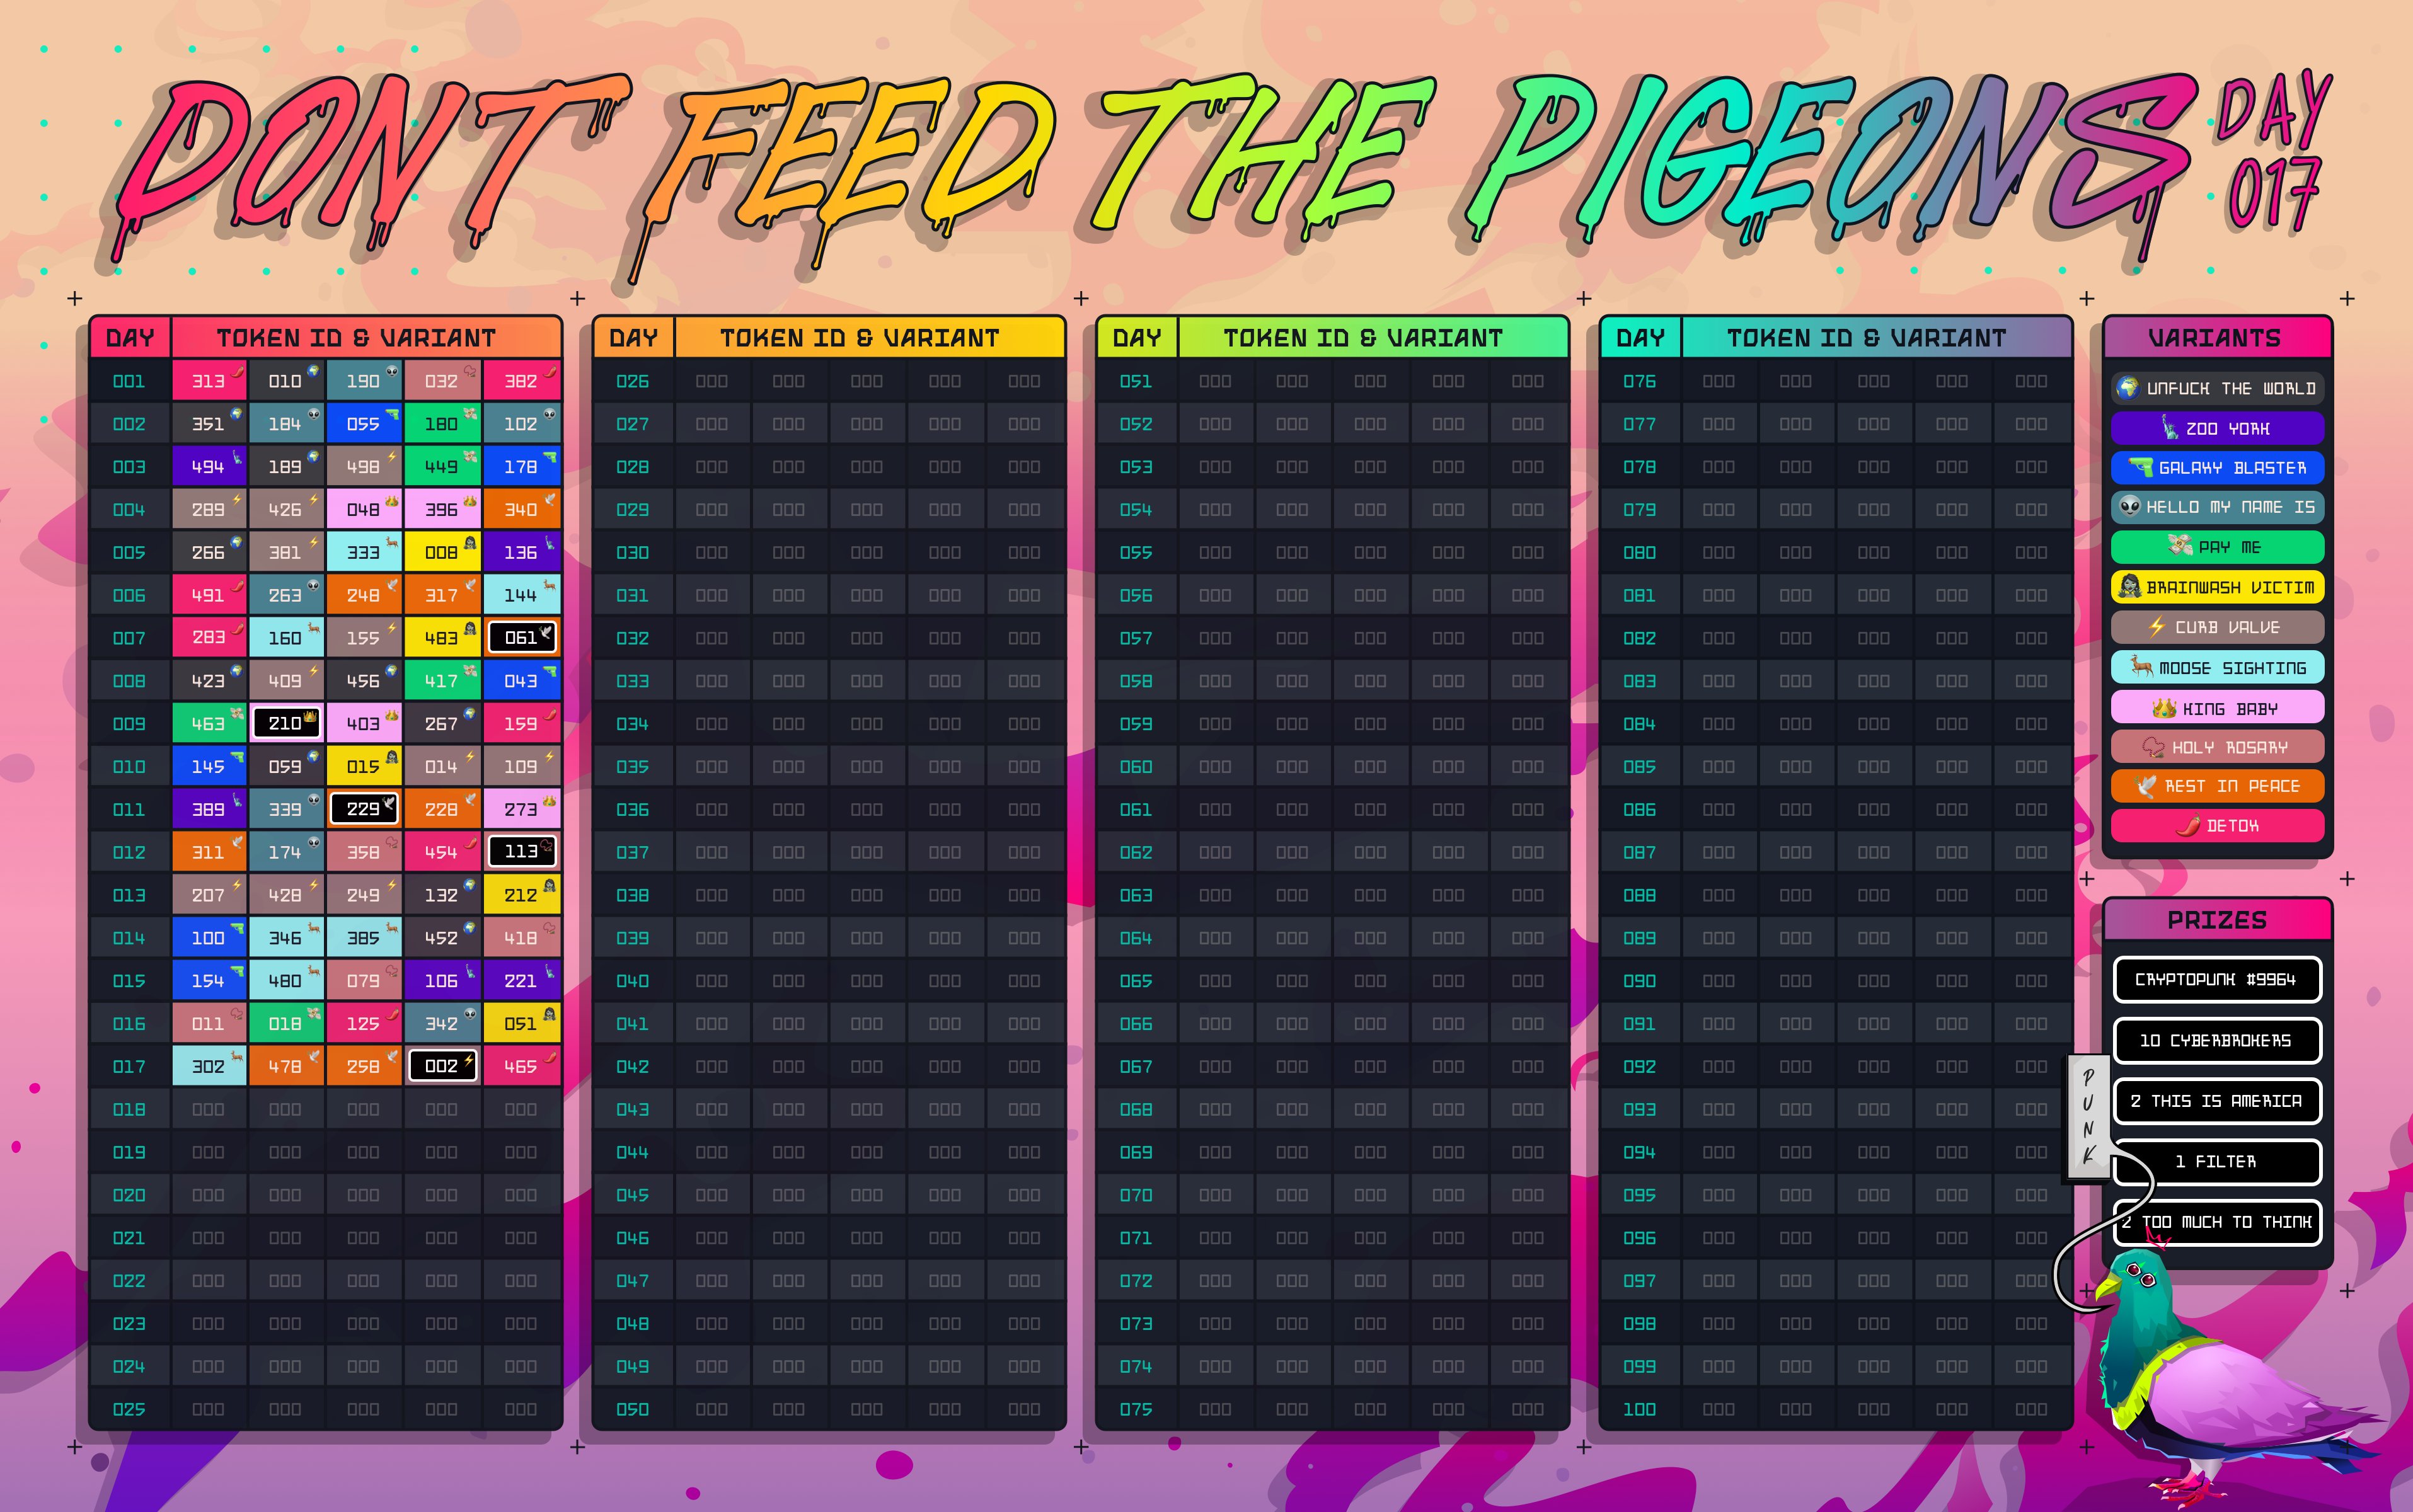 DONT FEED THE PIGEONS
DAY
017
DAY TOKEN ID & VARIANT
001 313 010 190 032 382
002 351 184 055 180 102
003 494 189 498 449 178
004 289 426 048 396 340
005 266 381 333 008 136
006 491 263 248 317 144
007 283 160 155 483 061
008 423 409 456 417 043
009 463 210 403 267 159
010 145 059 015 014 109
011 389 339 229 228 273
012 311 174 358 454 113
013 207 428 249 132 212
014 100 346 385 452 418
015 154 480 079 106 221
016 011 018 125 342 051
017 302 478 258 002 465
018 000 000 000 000 000
019 000 000 000 000 000
020 000 000 000 000 000
021 000 000 000 000 000
022 000 000 000 000 000
023 000 000 000 000 000
024 000 000 000 000 000
025 000 000 000 000 000
DAY TOKEN ID & VARIANT
026 000 000 000 000 000
027 000 000 000 000 000
028 000 000 000 000 000
029 000 000 000 000 000
030 000 000 000 000 000
031 000 000 000 000 000
032 000 000 000 000 000
033 000 000 000 000 000
034 000 000 000 000 000
035 000 000 000 000 000
036 000 000 000 000 000
037 000 000 000 000 000
038 000 000 000 000 000
039 000 000 000 000 000
040 000 000 000 000 000
041 000 000 000 000 000
042 000 000 000 000 000
043 000 000 000 000 000
044 000 000 000 000 000
045 000 000 000 000 000
046 000 000 000 000 000
047 000 000 000 000 000
048 000 000 000 000 000
049 000 000 000 000 000
050 000 000 000 000 000
DAY TOKEN ID & VARIANT
051 000 000 000 000 000
052 000 000 000 000 000
053 000 000 000 000 000
054 000 000 000 000 000
055 000 000 000 000 000
056 000 000 000 000 000
057 000 000 000 000 000
058 000 000 000 000 000
059 000 000 000 000 000
060 000 000 000 000 000
061 000 000 000 000 000
062 000 000 000 000 000
063 000 000 000 000 000
064 000 000 000 000 000
065 000 000 000 000 000
066 000 000 000 000 000
067 000 000 000 000 000
068 000 000 000 000 000
069 000 000 000 000 000
070 000 000 000 000 000
071 000 000 000 000 000
072 000 000 000 000 000
073 000 000 000 000 000
074 000 000 000 000 000
075 000 000 000 000 000
DAY TOKEN ID & VARIANT
076 000 000 000 000 000
077 000 000 000 000 000
078 000 000 000 000 000
079 000 000 000 000 000
080 000 000 000 000 000
081 000 000 000 000 000
082 000 000 000 000 000
083 000 000 000 000 000
084 000 000 000 000 000
085 000 000 000 000 000
086 000 000 000 000 000
087 000 000 000 000 000
088 000 000 000 000 000
089 000 000 000 000 000
090 000 000 000 000 000
091 000 000 000 000 000
092 000 000 000 000 000
093 000 000 000 000 000
094 000 000 000 000 000
095 000 000 000 000 000
096 000 000 000 000 000
097 000 000 000 000 000
098 000 000 000 000 000
099 000 000 000 000 000
100 000 000 000 000 000
VARIANTS
UNFUCK THE WORLD
ZOO YORK
GALAXY BLASTER
HELLO MY NAME IS
PAY ME
BRAINWASH VICTIM
CURB VALVE
MOOSE SIGHTING
KING BABY
HOLY ROSARY
REST IN PEACE
DETOX
PRIZES
CRYPTOPUNK #9964
10 CYBERBROKERS
2 THIS IS AMERICA
1 FILTER
2 TOO MUCH TO THINK
PUNK